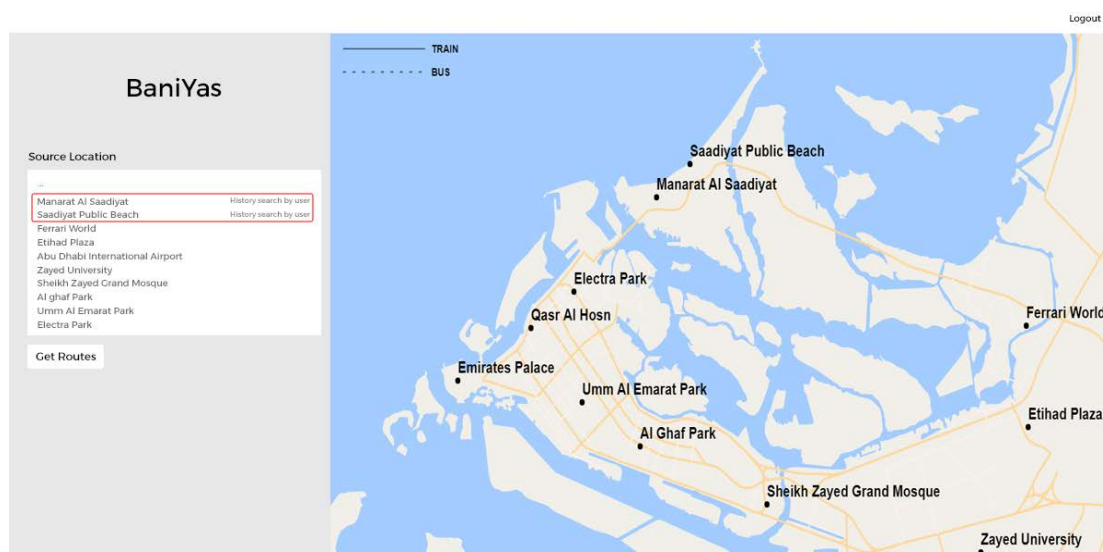 Logout
BaniYas
Source Location
...
Manarat Al Saadiyat History search by user
Saadiyat Public Beach History search by user
Ferrari World
Etihad Plaza
Abu Dhabi International Airport
Zayed University
Sheikh Zayed Grand Mosque
Al ghaf Park
Umm Al Emarat Park
Electra Park
Get Routes
TRAIN
BUS
Saadiyat Public Beach
Manarat Al Saadiyat
Electra Park
Qasr Al Hosn
Ferrari World
Emirates Palace
Umm Al Emarat Park
Etihad Plaza
Al Ghaf Park
Sheikh Zayed Grand Mosque
Zayed University